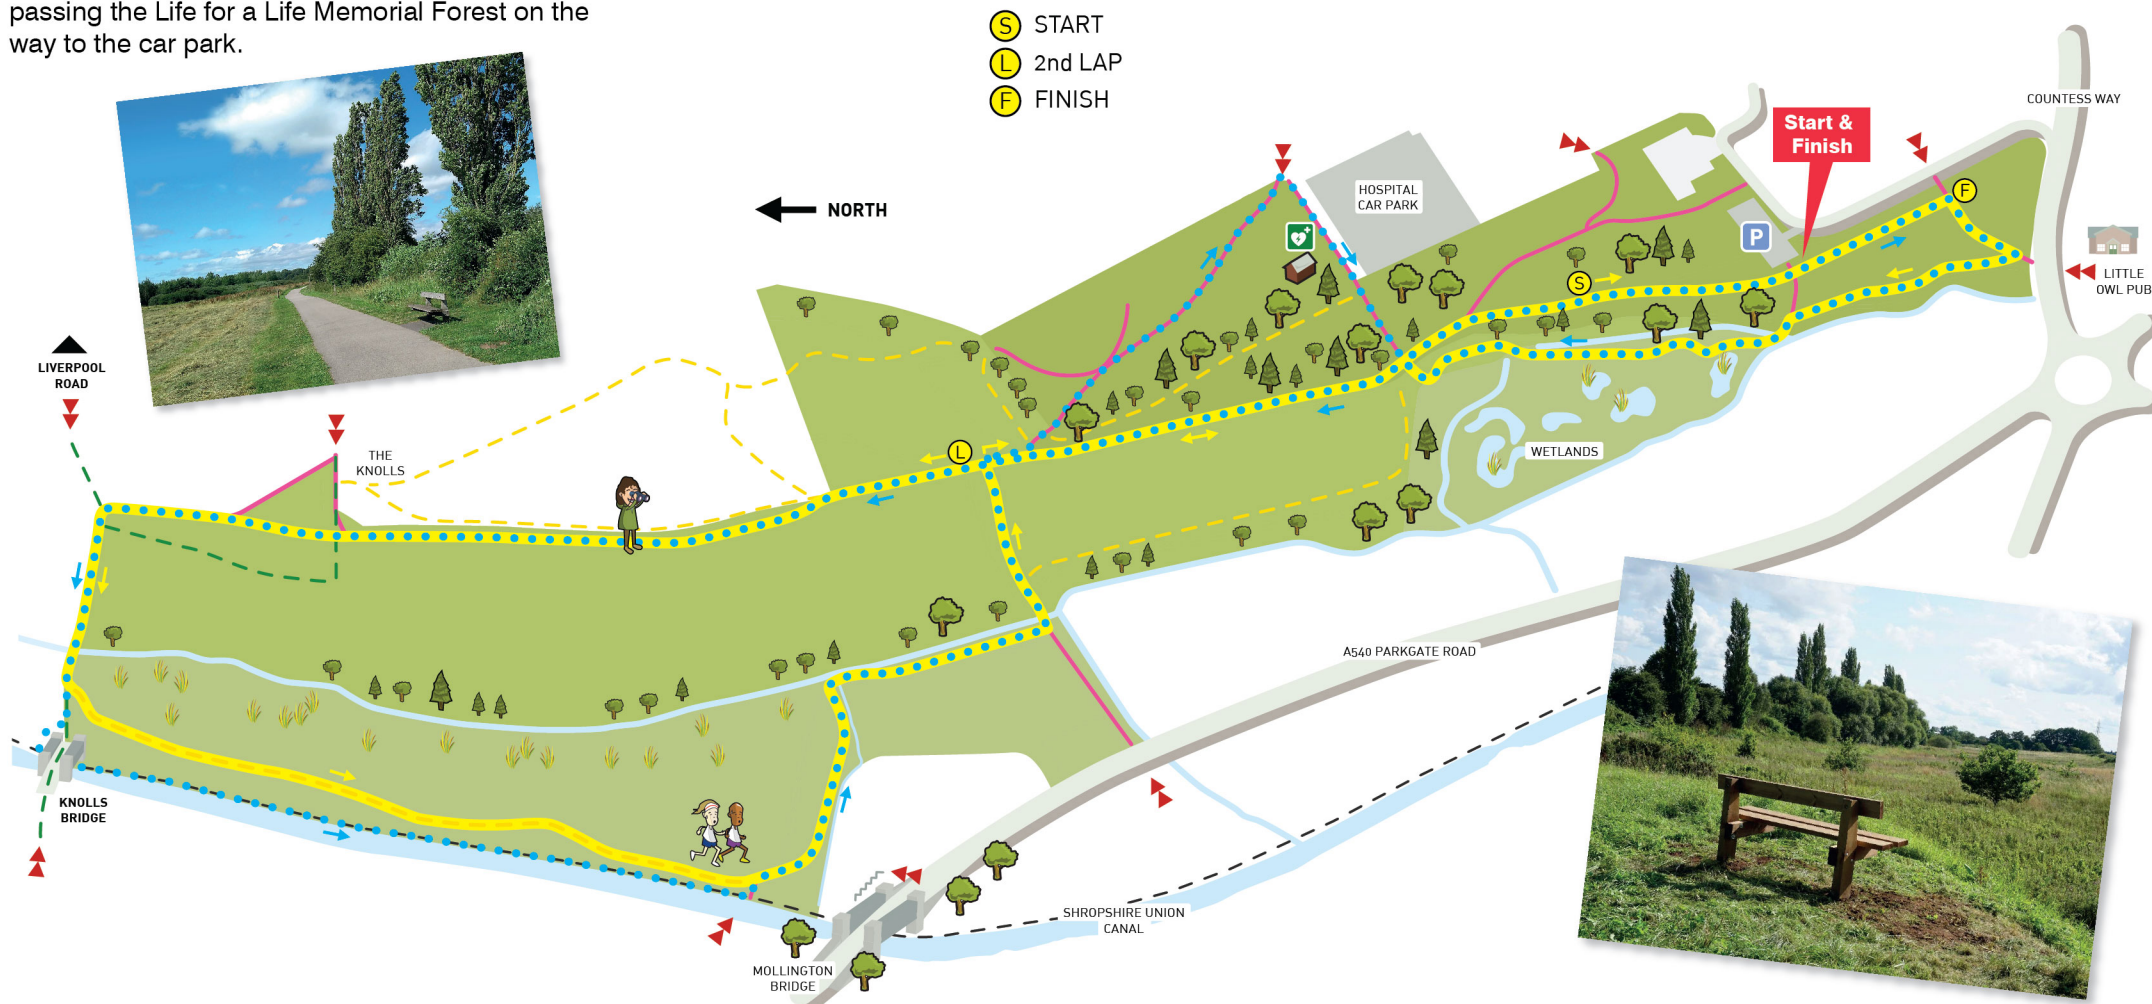 passing the Life for a Life Memorial Forest on the
way to the car park.
S START
L 2nd LAP
F FINISH
COUNTESS WAY
Start &
Finish
F
HOSPITAL
CAR PARK
NORTH
P
LITTLE
OWL PUB
S
LIVERPOOL
ROAD
THE
KNOLLS
L
WETLANDS
A540 PARKGATE ROAD
KNOLLS
BRIDGE
SHROPSHIRE UNION
CANAL
MOLLINGTON
BRIDGE